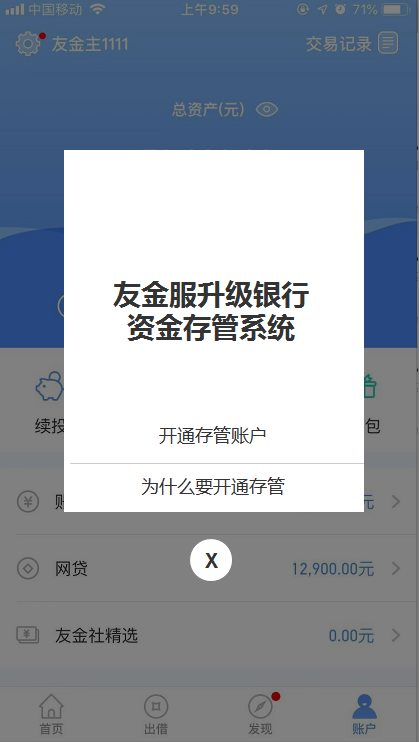 中国移动
上午9:59
71%
友金主1111
交易记录
总资产(元)
友金服升级银行
资金存管系统
续投
包
开通存管账户
为什么要开通存管
元
网贷
12,900.00元
X
友金社精选
0.00元
首页
出借
发现
账户